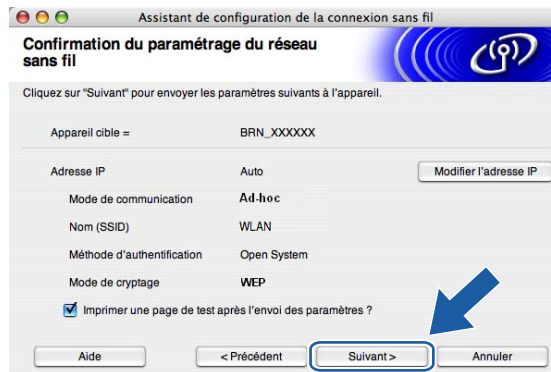 Assistant de configuration de la connexion sans fil
Confirmation du paramétrage du réseau
sans fil
Cliquez sur "Suivant" pour envoyer les paramètres suivants à l'appareil.
Appareil cible = BRN_XXXXXX
Adresse IP Auto Modifier l'adresse IP
Mode de communication Ad-hoc
Nom (SSID) WLAN
Méthode d'authentification Open System
Mode de cryptage WEP
Imprimer une page de test après l'envoi des paramètres ?
Aide < Précédent Suivant > Annuler